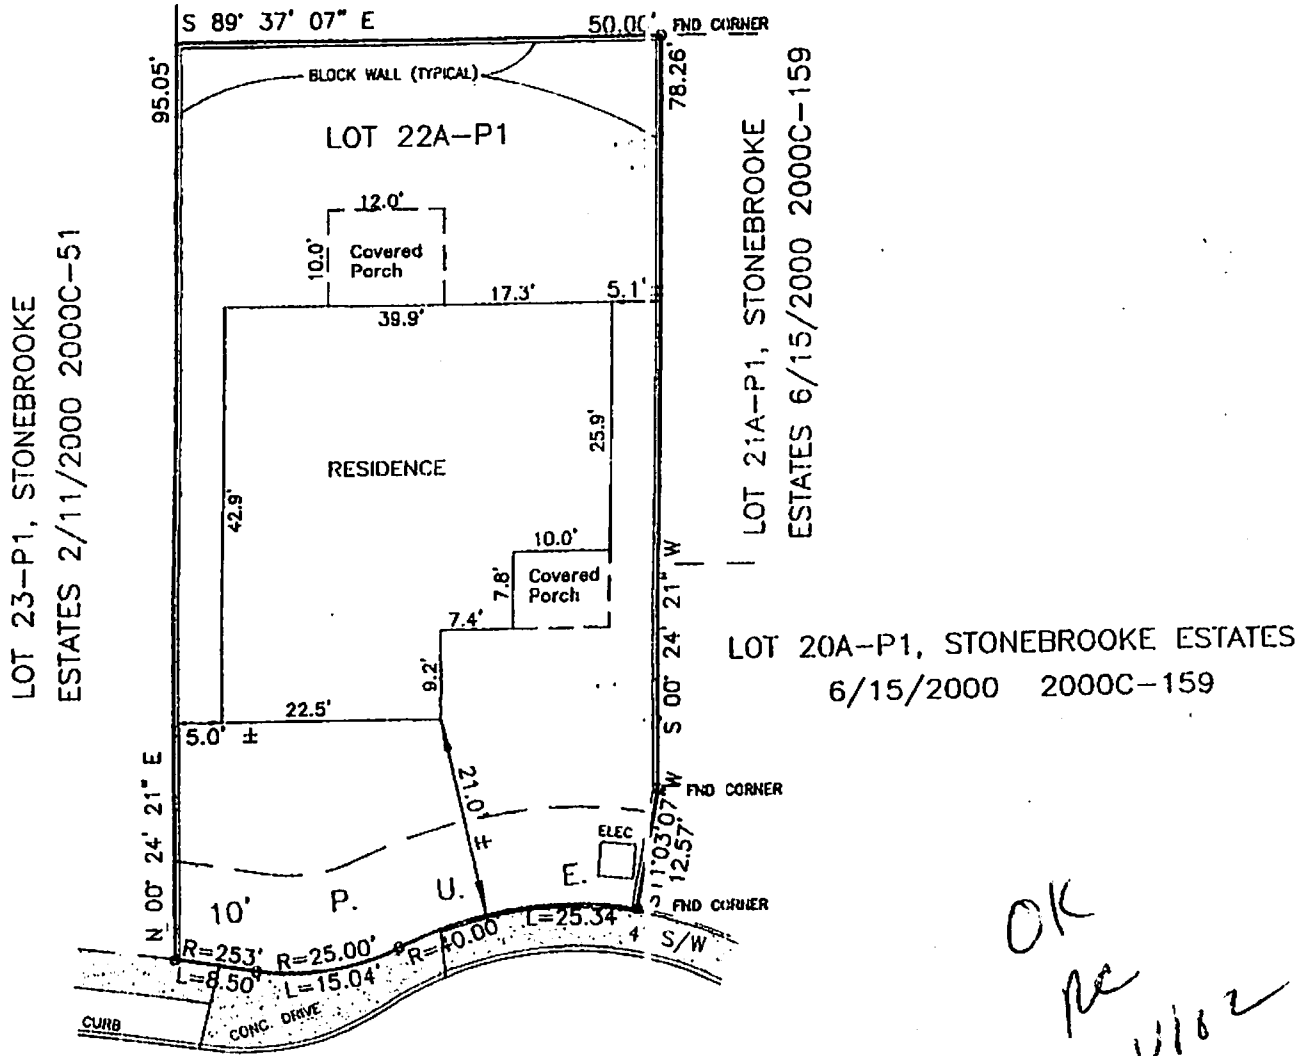 S 89' 37' 07" E
50.00'
FND CORNER
95.05'
78.26'
BLOCK WALL (TYPICAL)
LOT 22A-P1
12.0'
10.0'
Covered
Porch
17.3'
5.1'
39.9'
LOT 23-P1, STONEBROOKE
ESTATES 2/11/2000 2000C-51
LOT 21A-P1, STONEBROOKE
ESTATES 6/15/2000 2000C-159
25.9'
RESIDENCE
42.9'
10.0'
7.8'
Covered
Porch
7.4'
9.2'
S 00' 24' 21" W
LOT 20A-P1, STONEBROOKE ESTATES
6/15/2000 2000C-159
22.5'
5.0' ±
N 00' 24' 21" E
21.0' ±
FND CORNER
11'03'07" W
12.57'
ELEC
10' P. U. E.
FND CORNER
R=253'
L=8.50'
R=25.00'
L=15.04'
R=40.00
L=25.34
4 S/W
CURB
CONC. DRIVE
OK